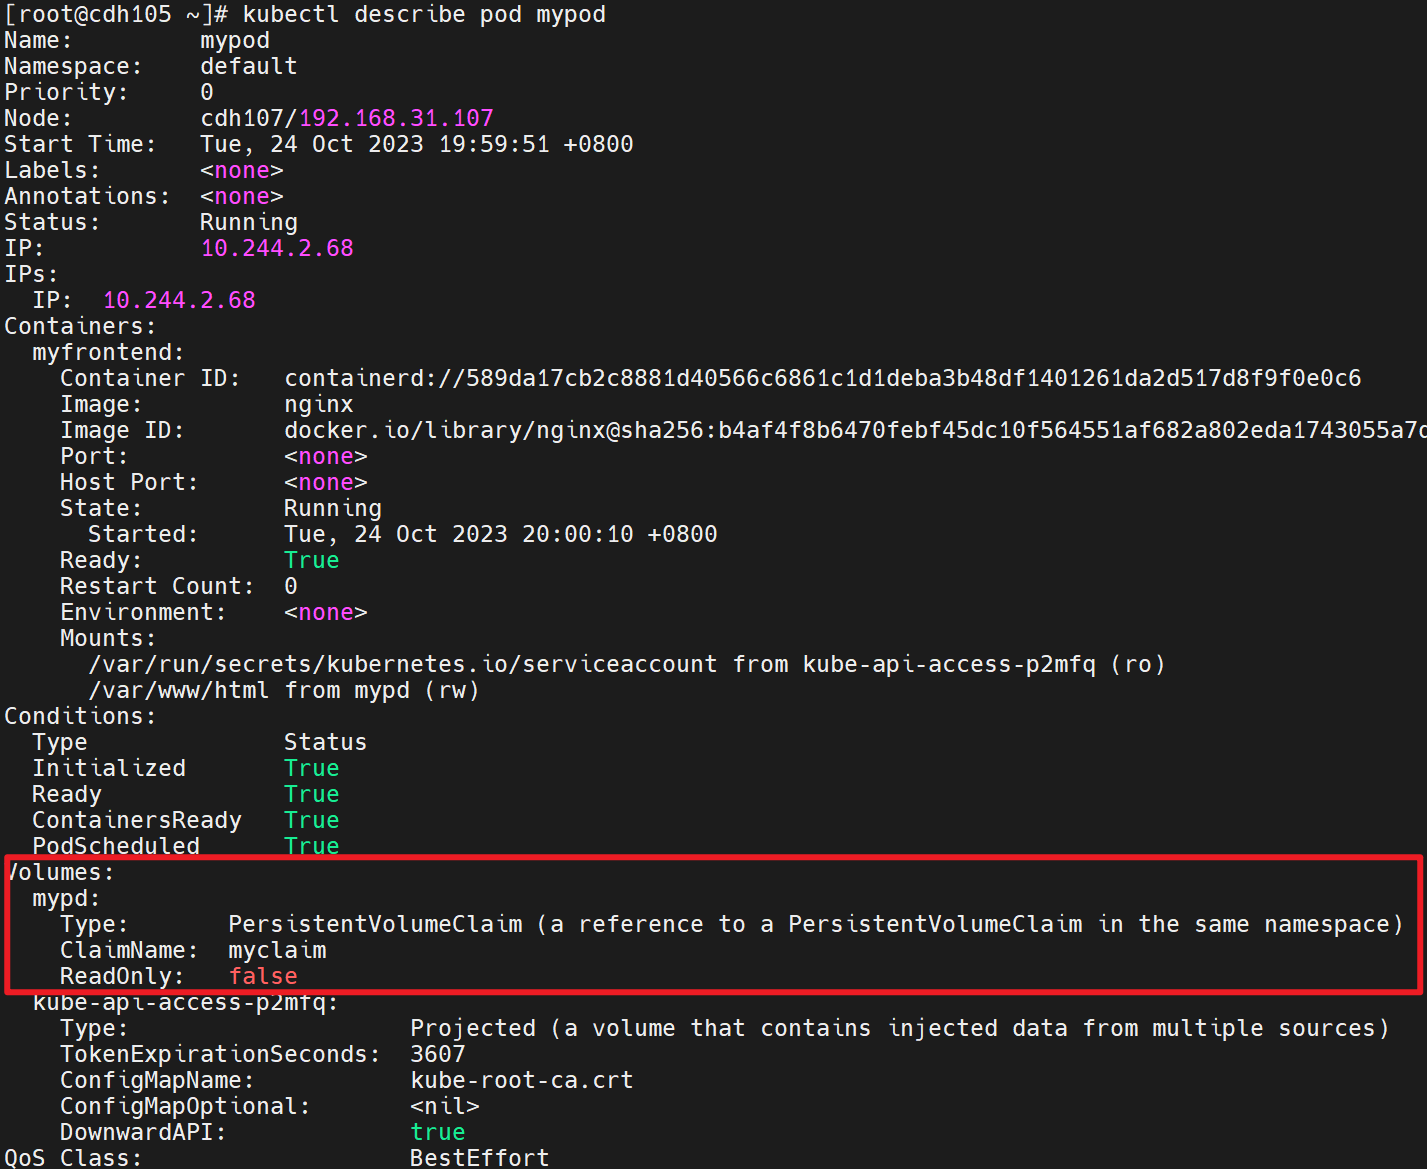 [root@cdh105 ~]# kubectl describe pod mypod
Name:         mypod
Namespace:    default
Priority:     0
Node:         cdh107/192.168.31.107
Start Time:   Tue, 24 Oct 2023 19:59:51 +0800
Labels:       <none>
Annotations:  <none>
Status:       Running
IP:           10.244.2.68
IPs:
  IP:  10.244.2.68
Containers:
  myfrontend:
    Container ID:   containerd://589da17cb2c8881d40566c6861c1d1deba3b48df1401261da2d517d8f9f0e0c6
    Image:          nginx
    Image ID:       docker.io/library/nginx@sha256:b4af4f8b6470febf45dc10f564551af682a802eda1743055a7d
    Port:           <none>
    Host Port:      <none>
    State:          Running
      Started:      Tue, 24 Oct 2023 20:00:10 +0800
    Ready:          True
    Restart Count:  0
    Environment:    <none>
    Mounts:
      /var/run/secrets/kubernetes.io/serviceaccount from kube-api-access-p2mfq (ro)
      /var/www/html from mypd (rw)
Conditions:
  Type              Status
  Initialized       True
  Ready             True
  ContainersReady   True
  PodScheduled      True
Volumes:
  mypd:
    Type:       PersistentVolumeClaim (a reference to a PersistentVolumeClaim in the same namespace)
    ClaimName:  myclaim
    ReadOnly:   false
  kube-api-access-p2mfq:
    Type:                    Projected (a volume that contains injected data from multiple sources)
    TokenExpirationSeconds:  3607
    ConfigMapName:           kube-root-ca.crt
    ConfigMapOptional:       <nil>
    DownwardAPI:             true
QoS Class:                   BestEffort